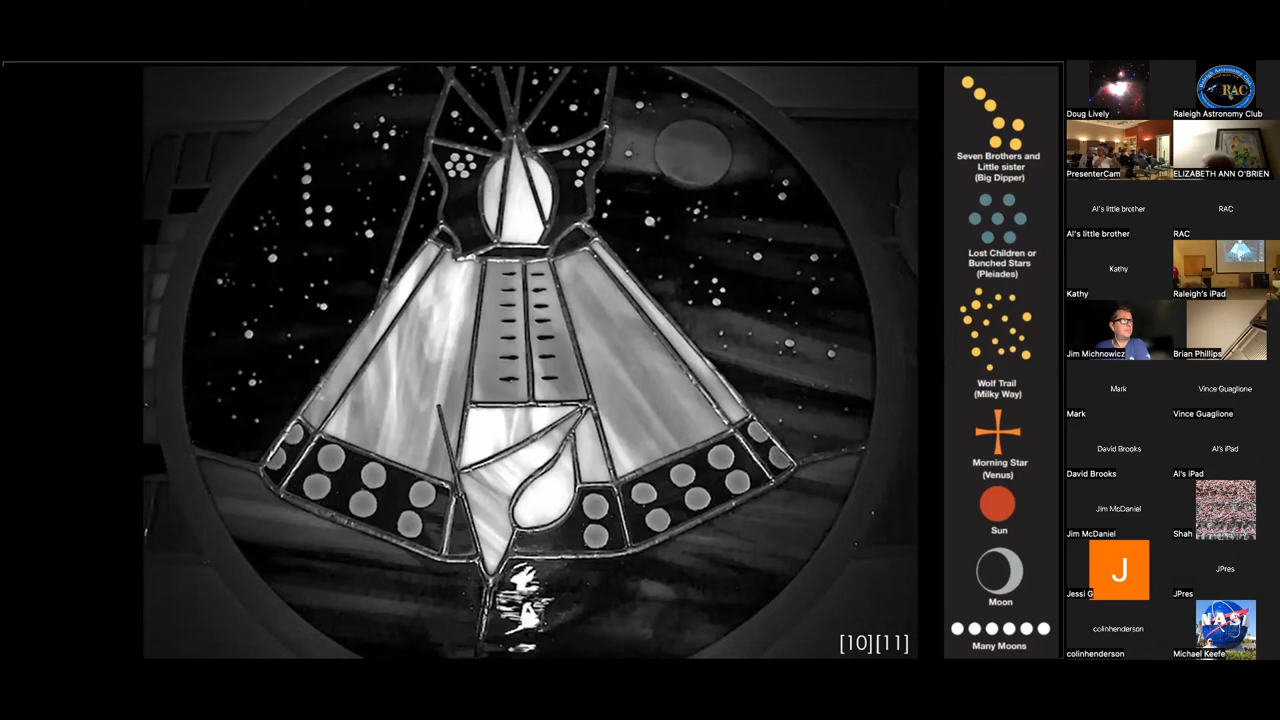 Seven Brothers and
Little sister
(Big Dipper)
Lost Children or
Bunched Stars
(Pleiades)
Wolf Trail
(Milky Way)
Morning Star
(Venus)
Sun
Moon
Many Moons
[10][11]
Doug Lively
RAC
Raleigh Astronomy Club
PresenterCam
ELIZABETH ANN O'BRIEN
Al's little brother
RAC
Al's little brother
RAC
Kathy
Kathy
Raleigh's iPad
Jim Michnowicz
Brian Phillips
Mark
Vince Guaglione
Mark
Vince Guaglione
David Brooks
Al's iPad
David Brooks
Al's iPad
Jim McDaniel
Jim McDaniel
Shah
J
JPres
Jessi G
JPres
colinhenderson
NAS
colinhenderson
Michael Keefe